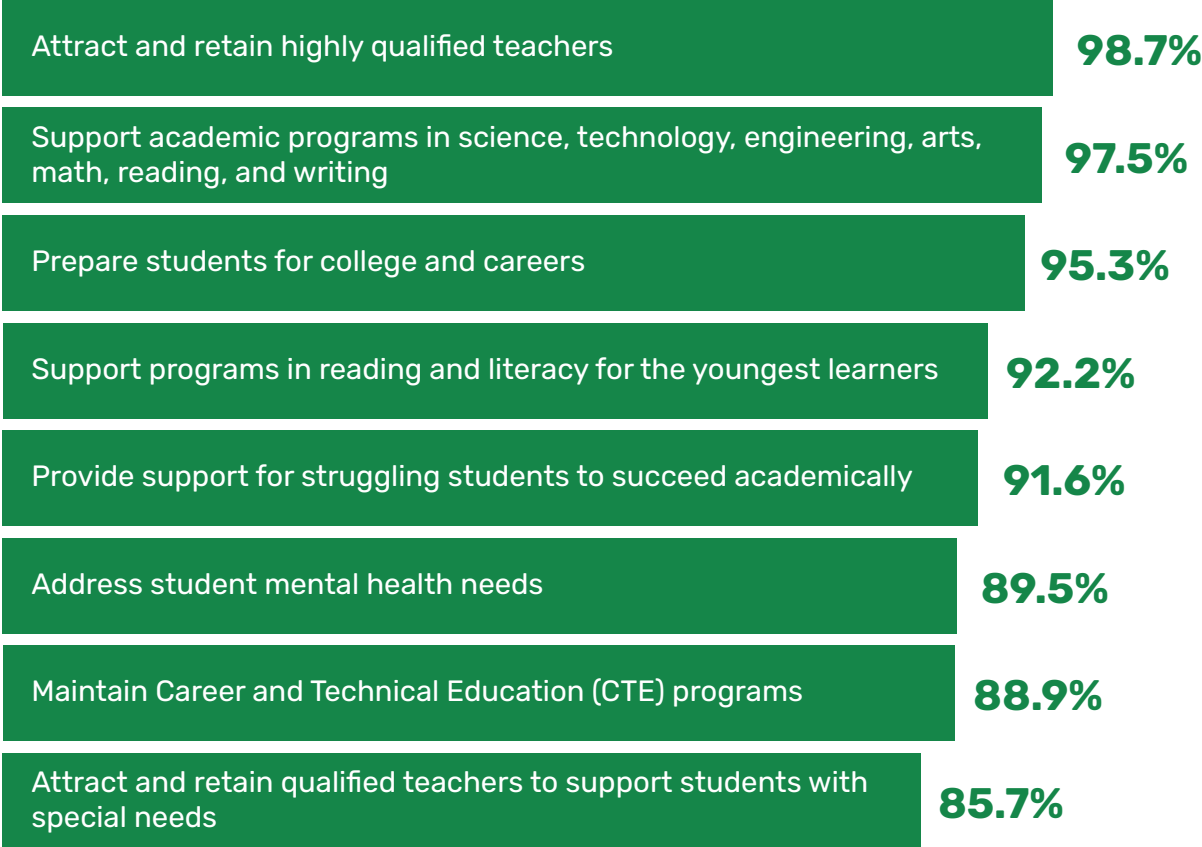 Attract and retain highly qualified teachers
98.7%
Support academic programs in science, technology, engineering, arts,
math, reading, and writing
97.5%
Prepare students for college and careers
95.3%
Support programs in reading and literacy for the youngest learners
92.2%
Provide support for struggling students to succeed academically
91.6%
Address student mental health needs
89.5%
Maintain Career and Technical Education (CTE) programs
88.9%
Attract and retain qualified teachers to support students with
special needs
85.7%